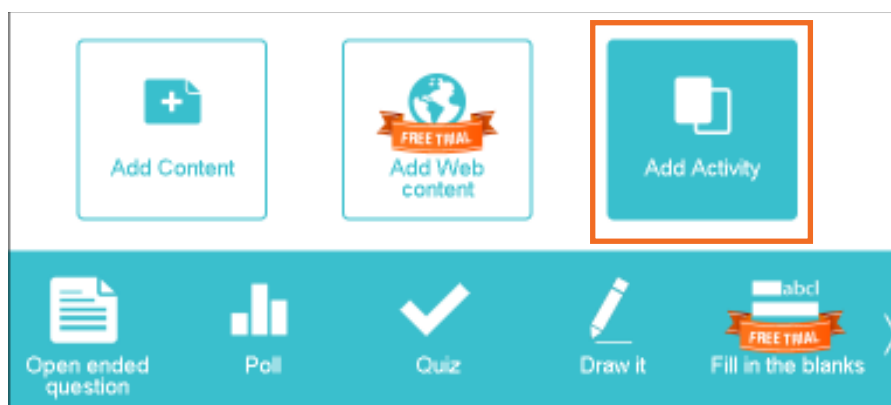 Add Content
FREE TRIAL
Add Web
content
Add Activity
Open ended
question
Poll
Quiz
Draw it
abcl
FREE TRIAL
Fill in the blanks